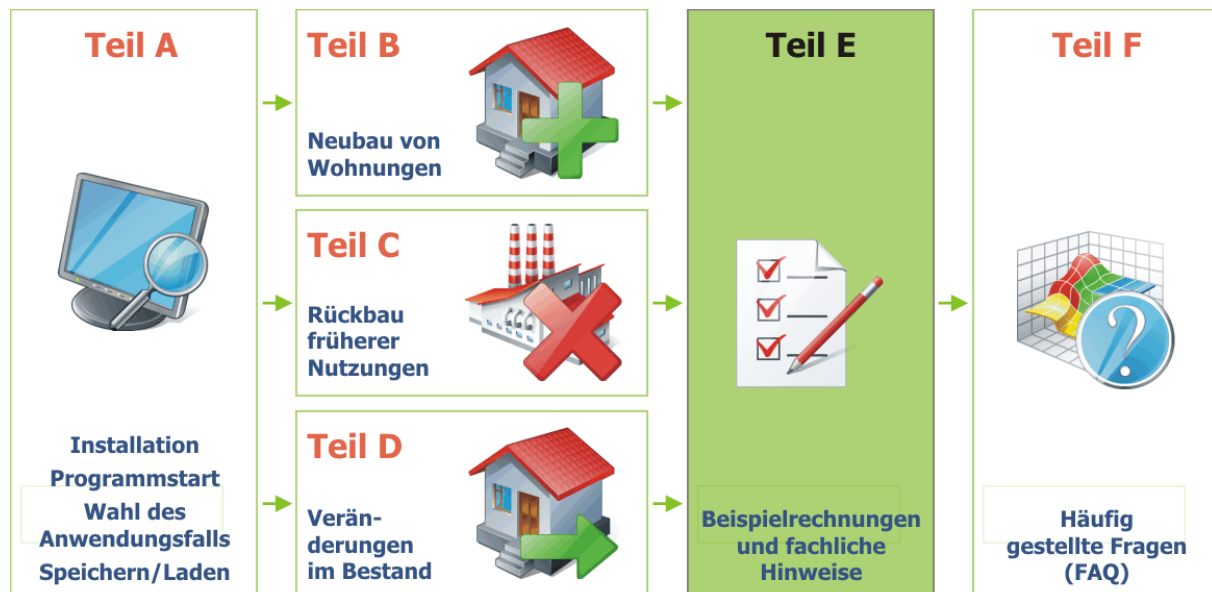 Teil A
Installation
Programmstart
Wahl des
Anwendungsfalls
Speichern/Laden
Teil B
Neubau von
Wohnungen
Teil C
Rückbau
früherer
Nutzungen
Teil D
Verän-
derungen
im Bestand
Teil E
Beispielrechnungen
und fachliche
Hinweise
Teil F
?
Häufig
gestellte Fragen
(FAQ)